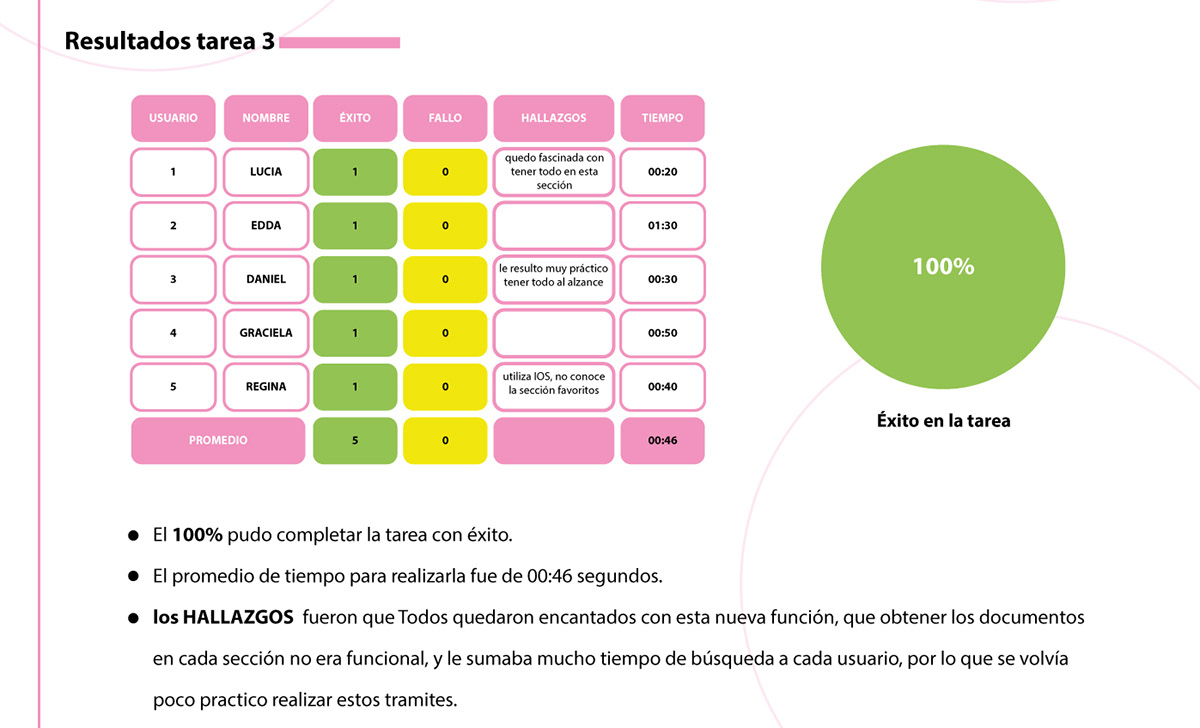 Resultados tarea 3
USUARIO NOMBRE ÉXITO FALLO HALLAZGOS TIEMPO
1 LUCIA 1 0 quedo fascinada con tener todo en esta sección 00:20
2 EDDA 1 0 01:30
3 DANIEL 1 0 le resulto muy práctico tener todo al alzance 00:30
4 GRACIELA 1 0 00:50
5 REGINA 1 0 utiliza IOS, no conoce la sección favoritos 00:40
PROMEDIO 5 0 00:46
100%
Éxito en la tarea
● El 100% pudo completar la tarea con éxito.
● El promedio de tiempo para realizarla fue de 00:46 segundos.
● los HALLAZGOS fueron que Todos quedaron encantados con esta nueva función, que obtener los documentos
en cada sección no era funcional, y le sumaba mucho tiempo de búsqueda a cada usuario, por lo que se volvía
poco practico realizar estos tramites.